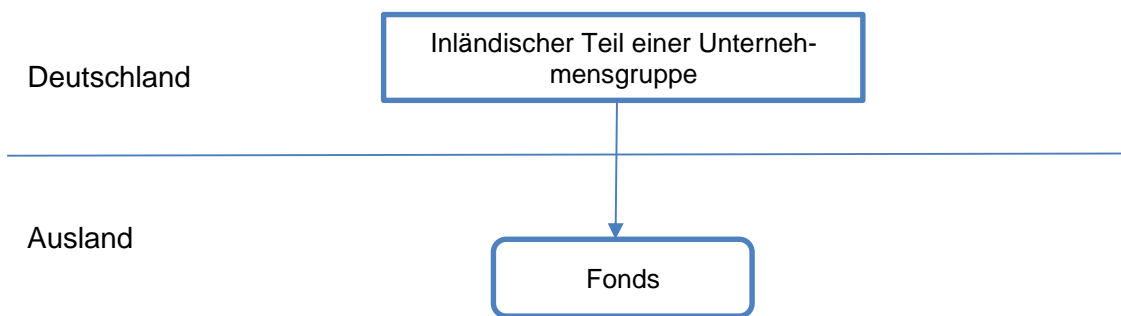 Inländischer Teil einer Unterneh-
mensgruppe
Deutschland
Ausland
Fonds